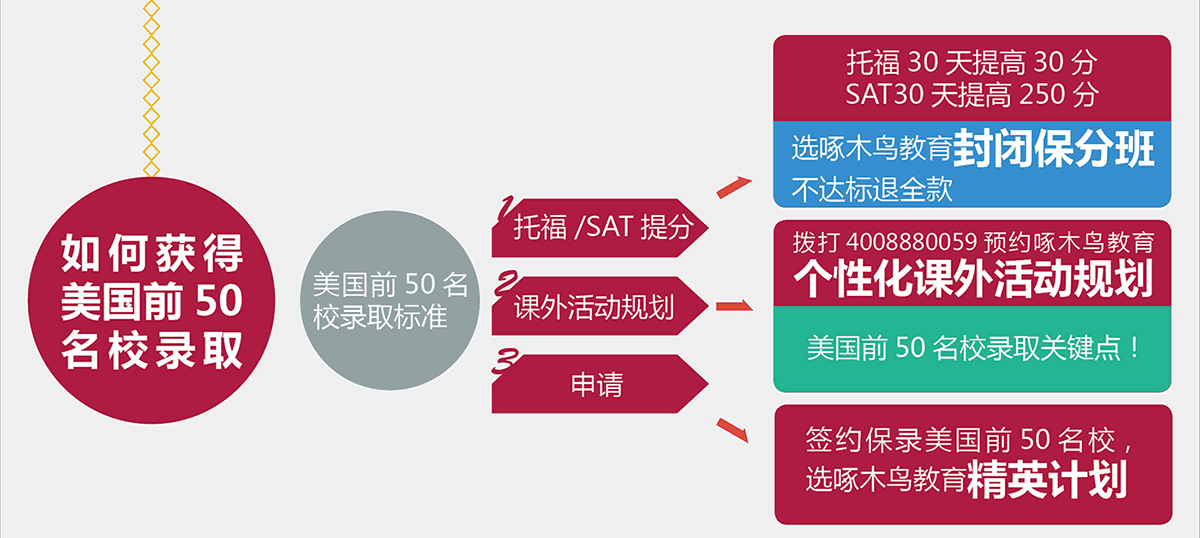 如何获得
美国前 50
名校录取
美国前 50 名
校录取标准
1
托福 /SAT 提分
2
课外活动规划
3
申请
托福 30 天提高 30 分
SAT30 天提高 250 分
选啄木鸟教育封闭保分班
不达标退全款
拨打 4008880059 预约啄木鸟教育
个性化课外活动规划
美国前 50 名校录取关键点！
签约保录美国前 50 名校，
选啄木鸟教育精英计划